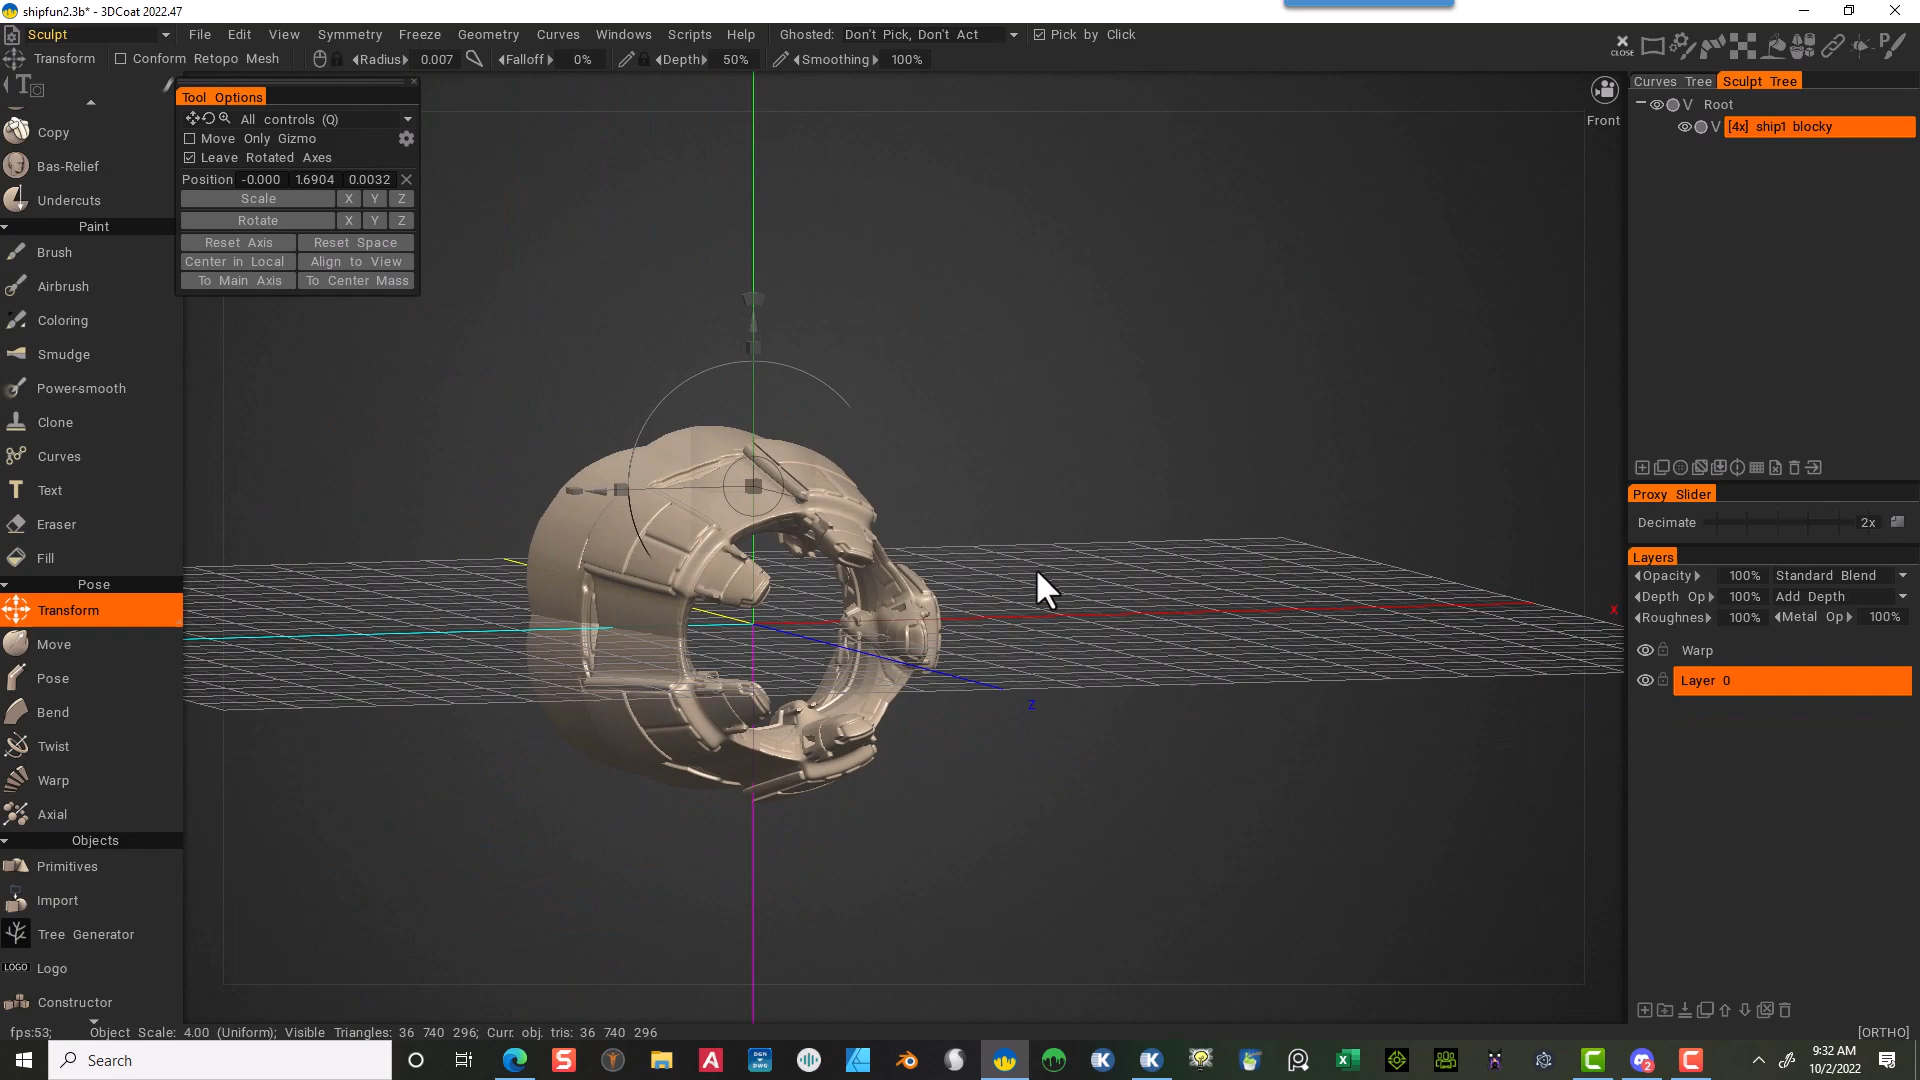 shipfun2.3b* - 3DCoat 2022.47
Sculpt File Edit View Symmetry Freeze Geometry Curves Windows Scripts Help Ghosted: Don't Pick, Don't Act Pick by Click
Transform Conform Retopo Mesh Radius 0.007 Falloff 0% Depth 50% Smoothing 100% CLOSE
Tool Options
All controls (Q)
Move Only Gizmo
Leave Rotated Axes
Position -0.000 1.6904 0.0032
Scale X Y Z
Rotate X Y Z
Reset Axis Reset Space
Center in Local Align to View
To Main Axis To Center Mass
Copy
Bas-Relief
Undercuts
Paint
Brush
Airbrush
Coloring
Smudge
Power-smooth
Clone
Curves
Text
Eraser
Fill
Pose
Transform
Move
Pose
Bend
Twist
Warp
Axial
Objects
Primitives
Import
Tree Generator
LOGO Logo
Constructor
Front
X
Z
Curves Tree Sculpt Tree
V Root
V [4x] ship1 blocky
Proxy Slider
Decimate 2x
Layers
Opacity 100% Standard Blend
Depth Op 100% Add Depth
Roughness 100% Metal Op 100%
Warp
Layer 0
fps:53; Object Scale: 4.00 (Uniform); Visible Triangles: 36 740 296; Curr. obj. tris: 36 740 296
[ORTHO]
Search
9:32 AM
10/2/2022